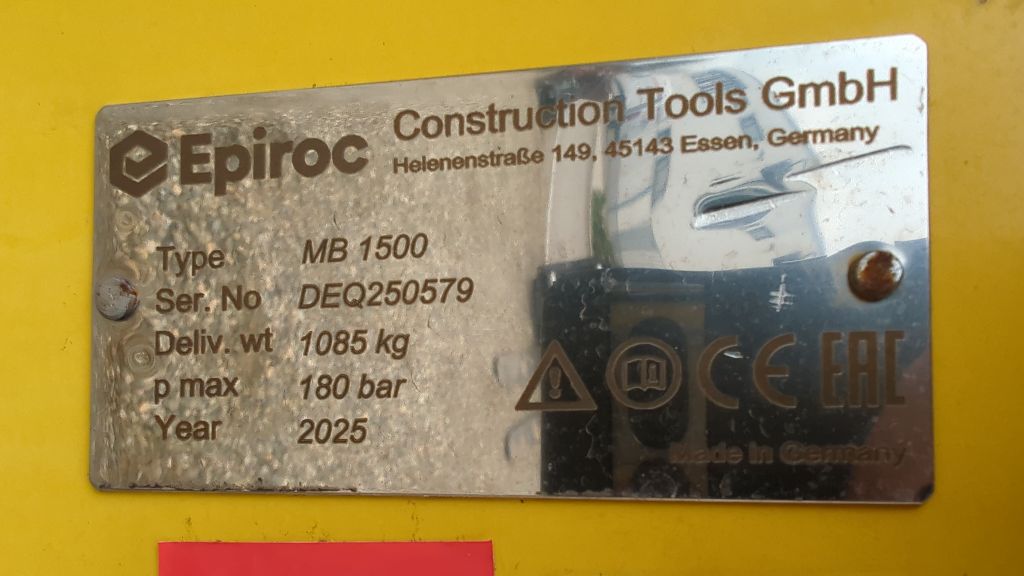 Epiroc
Construction Tools GmbH
Helenenstraße 149, 45143 Essen, Germany
Type MB 1500
Ser. No DEQ250579
Deliv. wt 1085 kg
p max 180 bar
Year 2025
CE EAC
Made in Germany